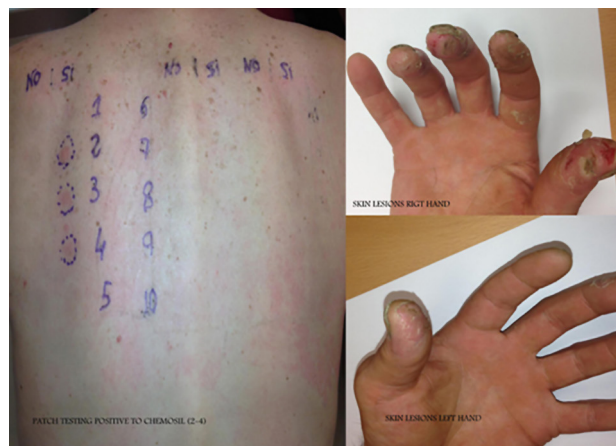 NO SI NO SI NO SI
1 6
2 7
3 8
4 9
5 10
PATCH TESTING POSITIVE TO CHEMOSIL (2-4)
SKIN LESIONS RIGT HAND
SKIN LESIONS LEFT HAND